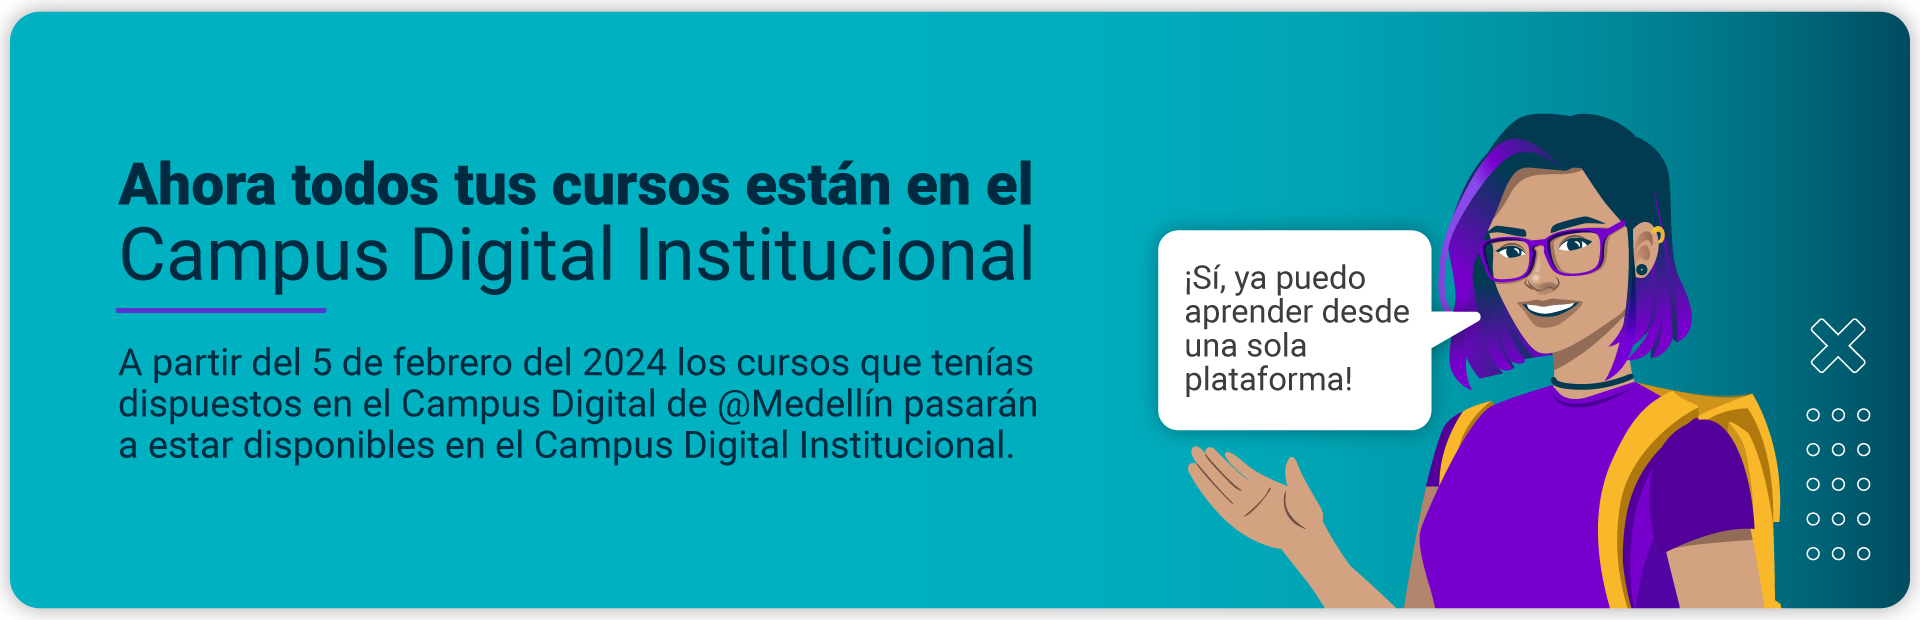 Ahora todos tus cursos están en el
Campus Digital Institucional
A partir del 5 de febrero del 2024 los cursos que tenías
dispuestos en el Campus Digital de @Medellín pasarán
a estar disponibles en el Campus Digital Institucional.
¡Sí, ya puedo
aprender desde
una sola
plataforma!